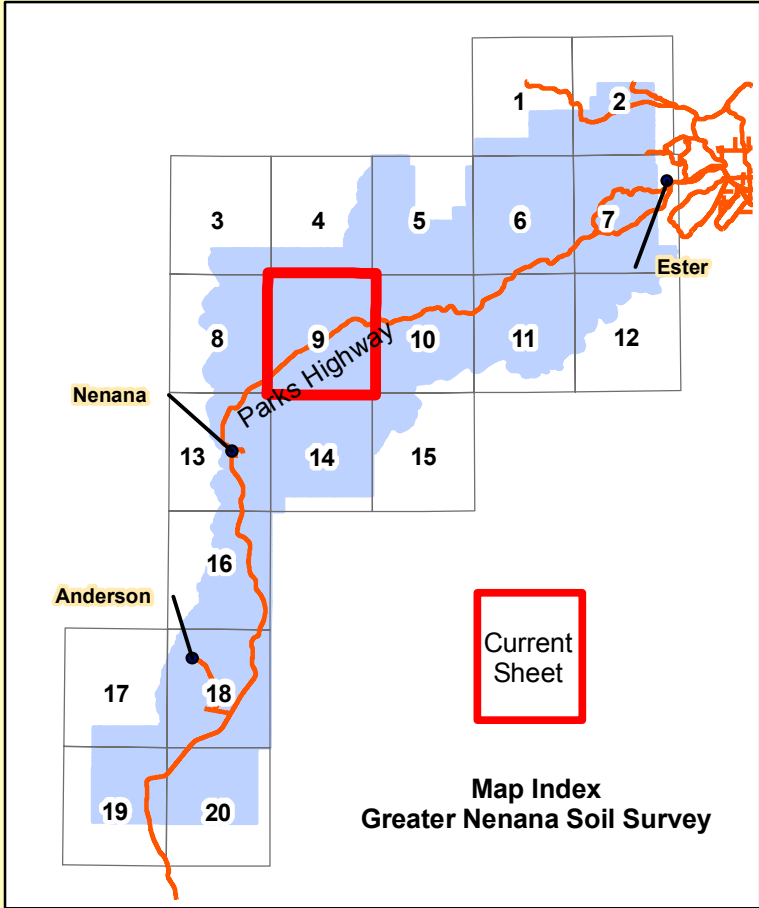 1
2
3
4
5
6
7
Ester
8
9
10
11
12
Parks Highway
Nenana
13
14
15
16
Anderson
17
18
Current
Sheet
19
20
Map Index
Greater Nenana Soil Survey